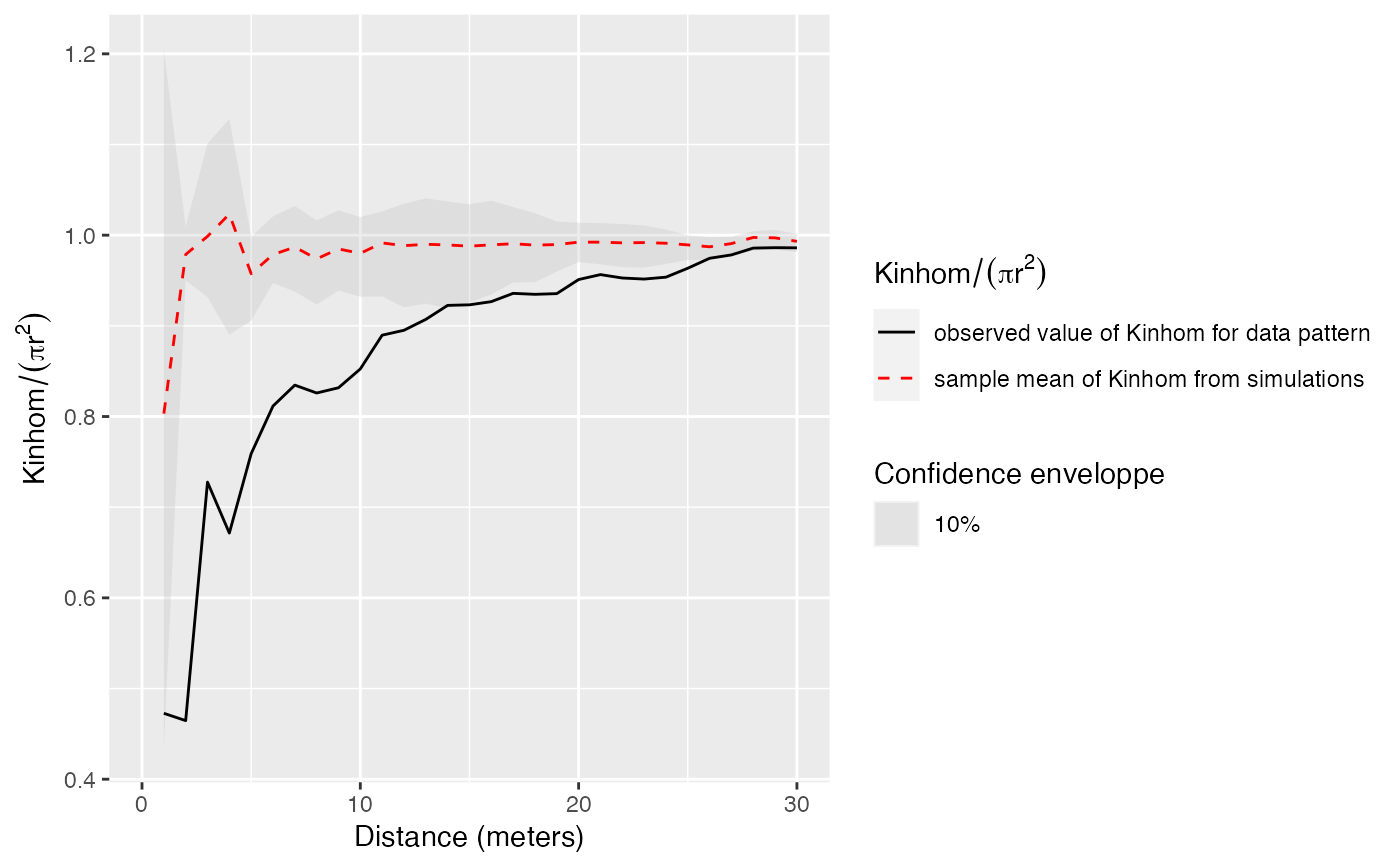 1.2
1.0
0.8
0.6
0.4
Kinhom/(πr²)
0 10 20 30
Distance (meters)
Kinhom/(πr²)
observed value of Kinhom for data pattern
sample mean of Kinhom from simulations
Confidence enveloppe
10%